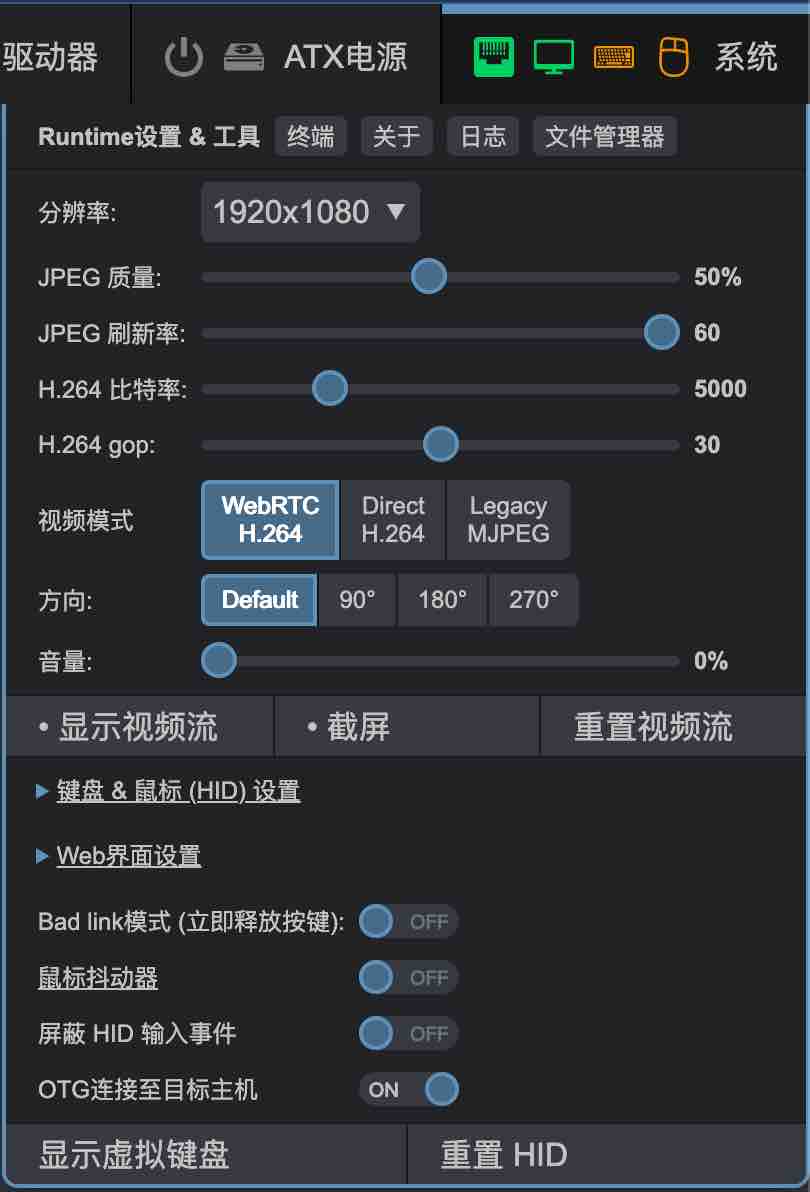 驱动器 ATX电源 系统
Runtime设置 & 工具 终端 关于 日志 文件管理器
分辨率: 1920x1080 ▼
JPEG 质量: 50%
JPEG 刷新率: 60
H.264 比特率: 5000
H.264 gop: 30
视频模式 WebRTC H.264 Direct H.264 Legacy MJPEG
方向: Default 90° 180° 270°
音量: 0%
• 显示视频流 • 截屏 重置视频流
键盘 & 鼠标 (HID) 设置
Web界面设置
Bad link模式 (立即释放按键): OFF
鼠标抖动器 OFF
屏蔽 HID 输入事件 OFF
OTG连接至目标主机 ON
显示虚拟键盘 重置 HID